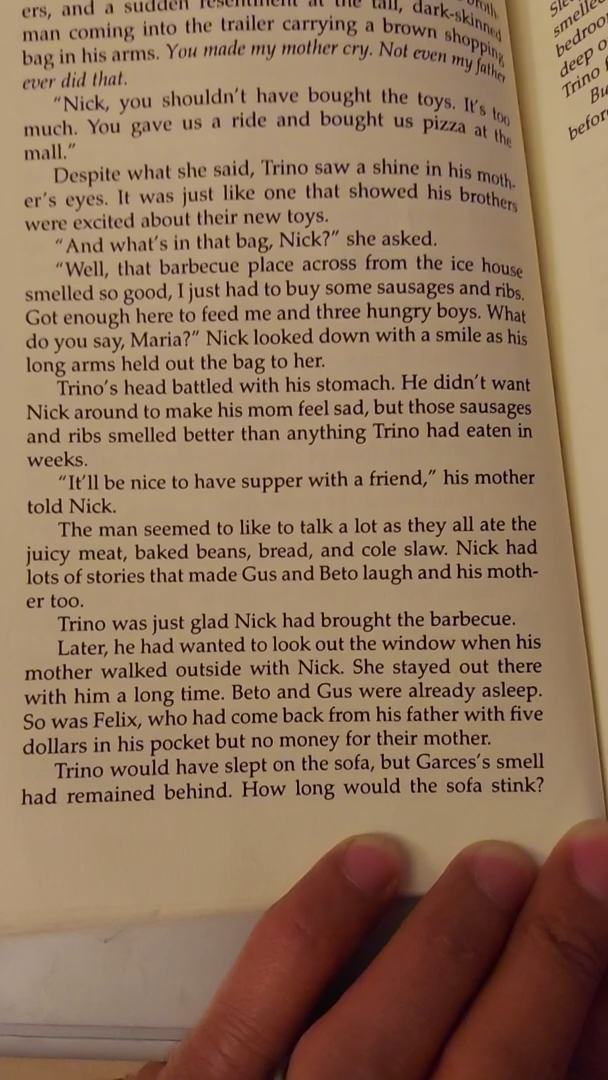 ers, and a sudden resentment at the tall, dark-skinned
man coming into the trailer carrying a brown shopping
bag in his arms. You made my mother cry. Not even my father
ever did that.
“Nick, you shouldn’t have bought the toys. It’s too
much. You gave us a ride and bought us pizza at the
mall.”
Despite what she said, Trino saw a shine in his moth-
er’s eyes. It was just like one that showed his brothers
were excited about their new toys.
“And what’s in that bag, Nick?” she asked.
“Well, that barbecue place across from the ice house
smelled so good, I just had to buy some sausages and ribs.
Got enough here to feed me and three hungry boys. What
do you say, Maria?” Nick looked down with a smile as his
long arms held out the bag to her.
Trino’s head battled with his stomach. He didn’t want
Nick around to make his mom feel sad, but those sausages
and ribs smelled better than anything Trino had eaten in
weeks.
“It’ll be nice to have supper with a friend,” his mother
told Nick.
The man seemed to like to talk a lot as they all ate the
juicy meat, baked beans, bread, and cole slaw. Nick had
lots of stories that made Gus and Beto laugh and his moth-
er too.
Trino was just glad Nick had brought the barbecue.
Later, he had wanted to look out the window when his
mother walked outside with Nick. She stayed out there
with him a long time. Beto and Gus were already asleep.
So was Felix, who had come back from his father with five
dollars in his pocket but no money for their mother.
Trino would have slept on the sofa, but Garces’s smell
had remained behind. How long would the sofa stink?
smelled
bedroo
deep o
Trino f
Bu
before